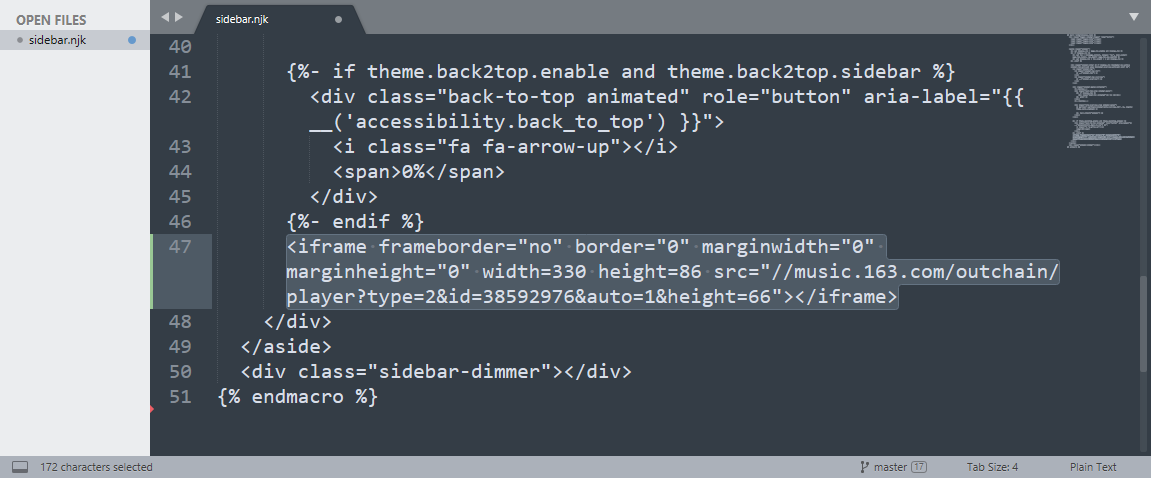 OPEN FILES
sidebar.njk
sidebar.njk
40
41 {%- if theme.back2top.enable and theme.back2top.sidebar %}
42 <div class="back-to-top animated" role="button" aria-label="{{
__('accessibility.back_to_top') }}">
43 <i class="fa fa-arrow-up"></i>
44 <span>0%</span>
45 </div>
46 {%- endif %}
47 <iframe frameborder="no" border="0" marginwidth="0"
marginheight="0" width=330 height=86 src="//music.163.com/outchain/
player?type=2&id=38592976&auto=1&height=66"></iframe>
48 </div>
49 </aside>
50 <div class="sidebar-dimmer"></div>
51 {% endmacro %}
172 characters selected master 17 Tab Size: 4 Plain Text